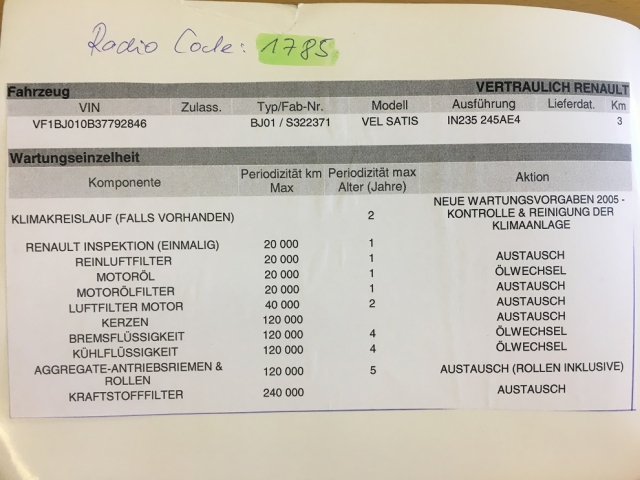 Radio Code: 1785
Fahrzeug VERTRAULICH RENAULT
VIN Zulass. Typ/Fab-Nr. Modell Ausführung Lieferdat. Km
VF1BJ010B37792846 BJ01 / S322371 VEL SATIS IN235 245AE4 3
Wartungseinzelheit
Komponente Periodizität km Max Periodizität max Alter (Jahre) Aktion
KLIMAKREISLAUF (FALLS VORHANDEN) 2 NEUE WARTUNGSVORGABEN 2005 -
KONTROLLE & REINIGUNG DER
KLIMAANLAGE
RENAULT INSPEKTION (EINMALIG) 20 000 1
REINLUFTFILTER 20 000 1 AUSTAUSCH
MOTORÖL 20 000 1 ÖLWECHSEL
MOTORÖLFILTER 20 000 1 AUSTAUSCH
LUFTFILTER MOTOR 40 000 2 AUSTAUSCH
KERZEN 120 000 AUSTAUSCH
BREMSFLÜSSIGKEIT 120 000 4 ÖLWECHSEL
KÜHLFLÜSSIGKEIT 120 000 4 ÖLWECHSEL
AGGREGATE-ANTRIEBSRIEMEN &
ROLLEN 120 000 5 AUSTAUSCH (ROLLEN INKLUSIVE)
KRAFTSTOFFFILTER 240 000 AUSTAUSCH